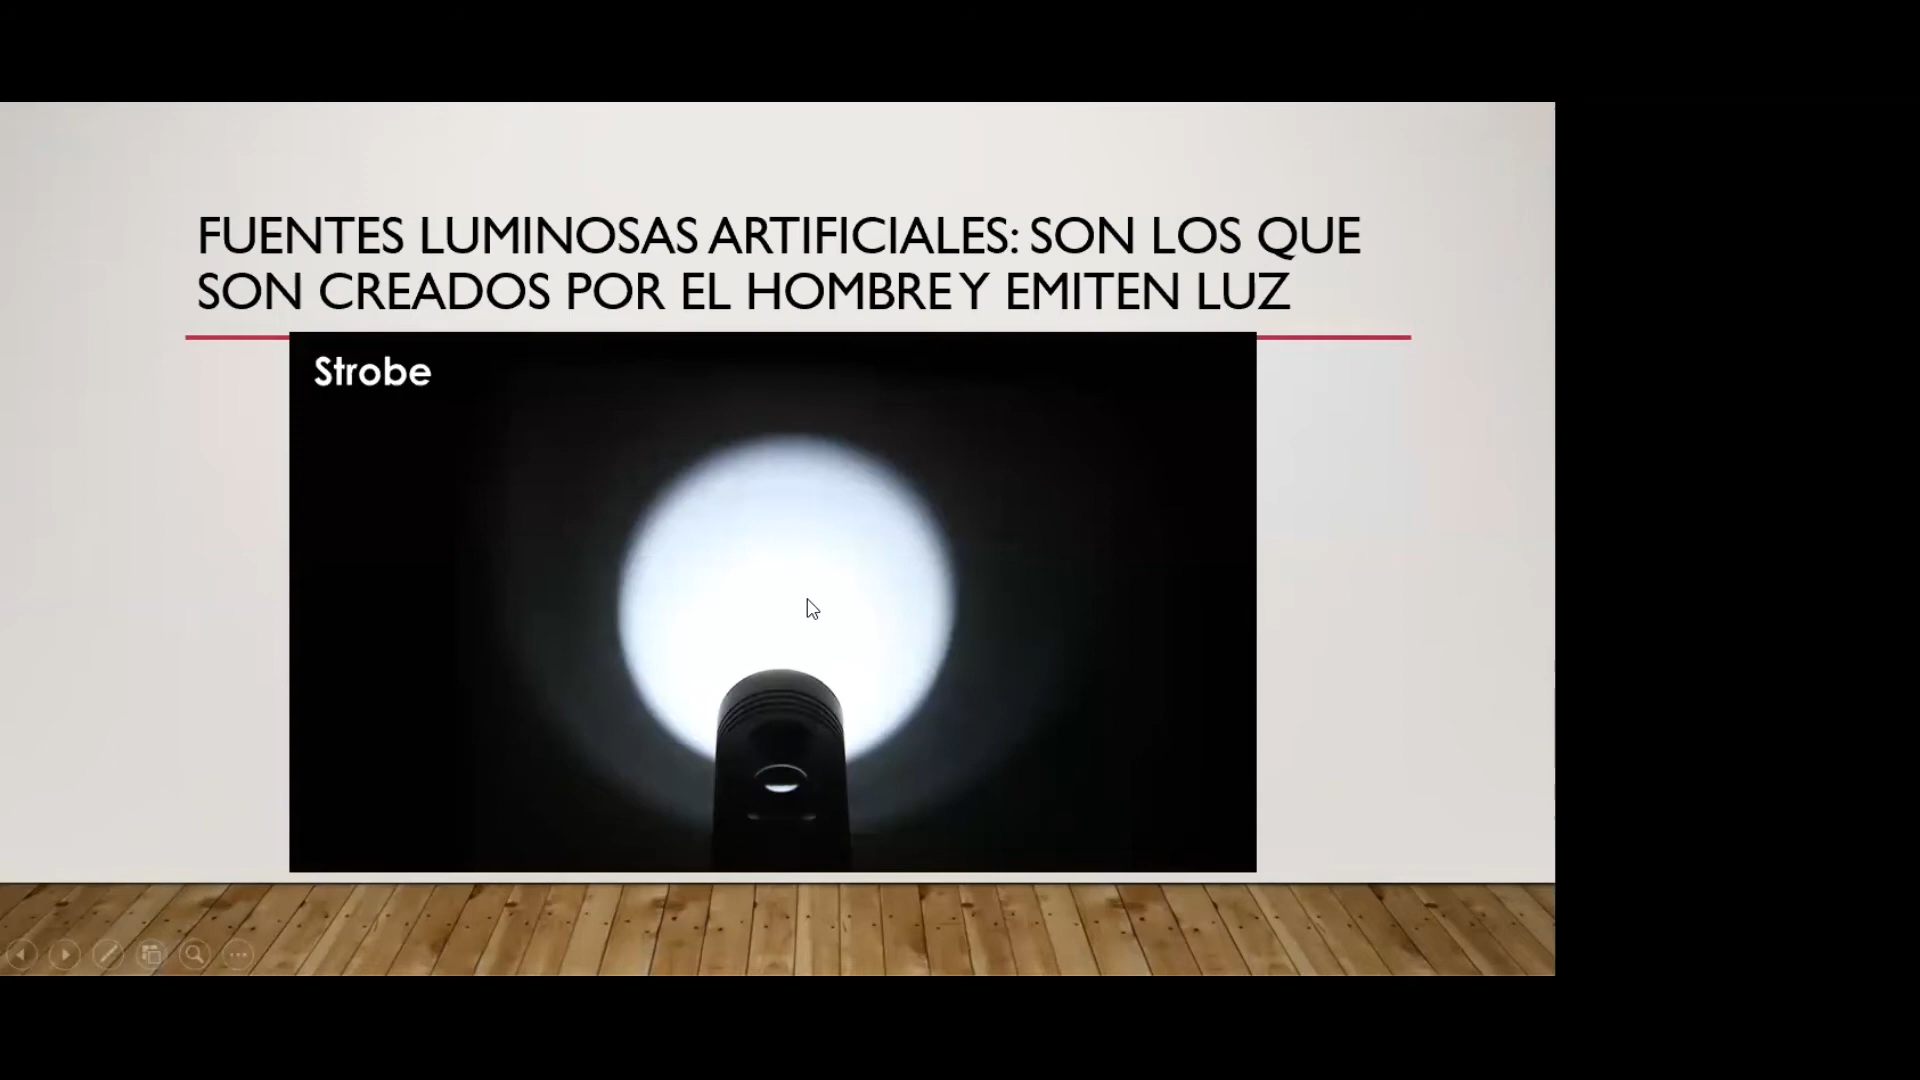 FUENTES LUMINOSAS ARTIFICIALES: SON LOS QUE
SON CREADOS POR EL HOMBRE Y EMITEN LUZ
Strobe